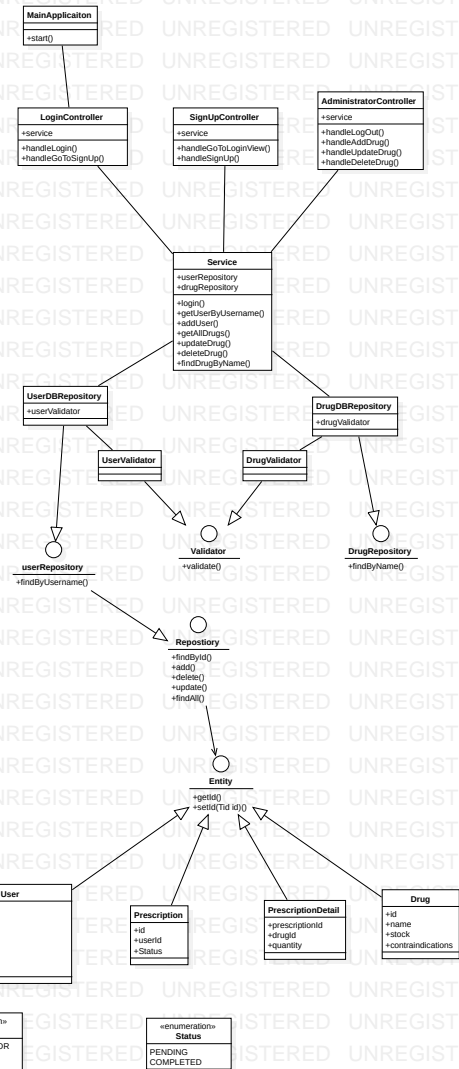 MainApplicaiton
+start()
LoginController
+service
+handleLogin()
+handleGoToSignUp()
SignUpController
+service
+handleGoToLoginView()
+handleSignUp()
AdministratorController
+service
+handleLogOut()
+handleAddDrug()
+handleUpdateDrug()
+handleDeleteDrug()
Service
+userRepository
+drugRepository
+login()
+getUserByUsername()
+addUser()
+getAllDrugs()
+updateDrug()
+deleteDrug()
+findDrugByName()
UserDBRepository
+userValidator
DrugDBRepository
+drugValidator
UserValidator
DrugValidator
userRepository
+findByUsername()
Validator
+validate()
DrugRepository
+findByName()
Repostiory
+findById()
+add()
+delete()
+update()
+findAll()
Entity
+getId()
+setId(Tid id)()
User
Prescription
+id
+userId
+Status
PrescriptionDetail
+prescriptionId
+drugId
+quantity
Drug
+id
+name
+stock
+contraindications
«enumeration»
Status
PENDING
COMPLETED